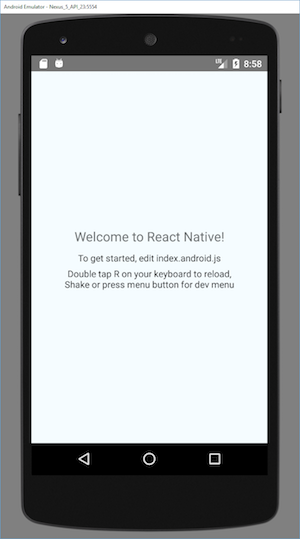 Android Emulator - Nexus_5_API_23:5554
LTE 8:58
Welcome to React Native!
To get started, edit index.android.js
Double tap R on your keyboard to reload,
Shake or press menu button for dev menu